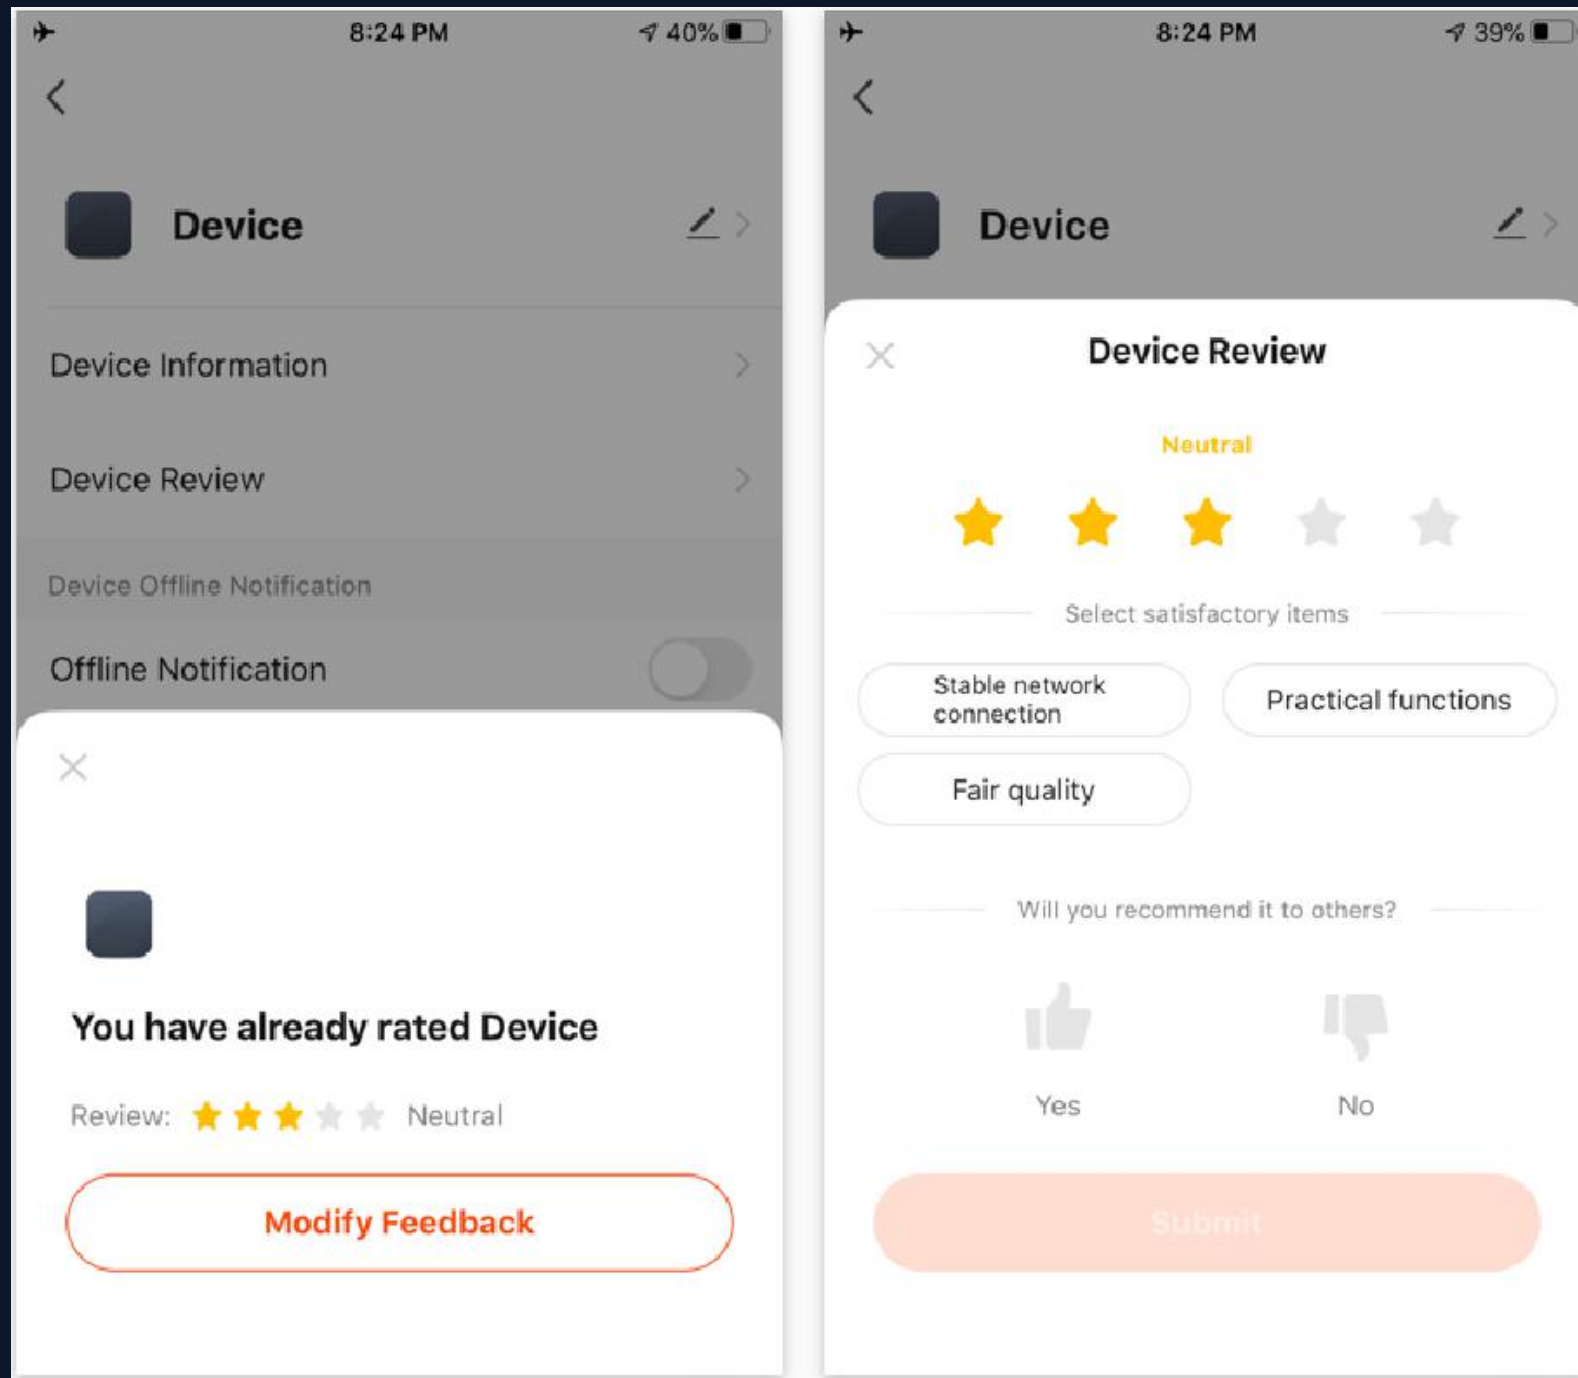 8:24 PM 40%
Device
Device Information
Device Review
Device Offline Notification
Offline Notification
You have already rated Device
Review: Neutral
Modify Feedback
8:24 PM 39%
Device
Device Review
Neutral
Select satisfactory items
Stable network
connection
Practical functions
Fair quality
Will you recommend it to others?
Yes
No
Submit